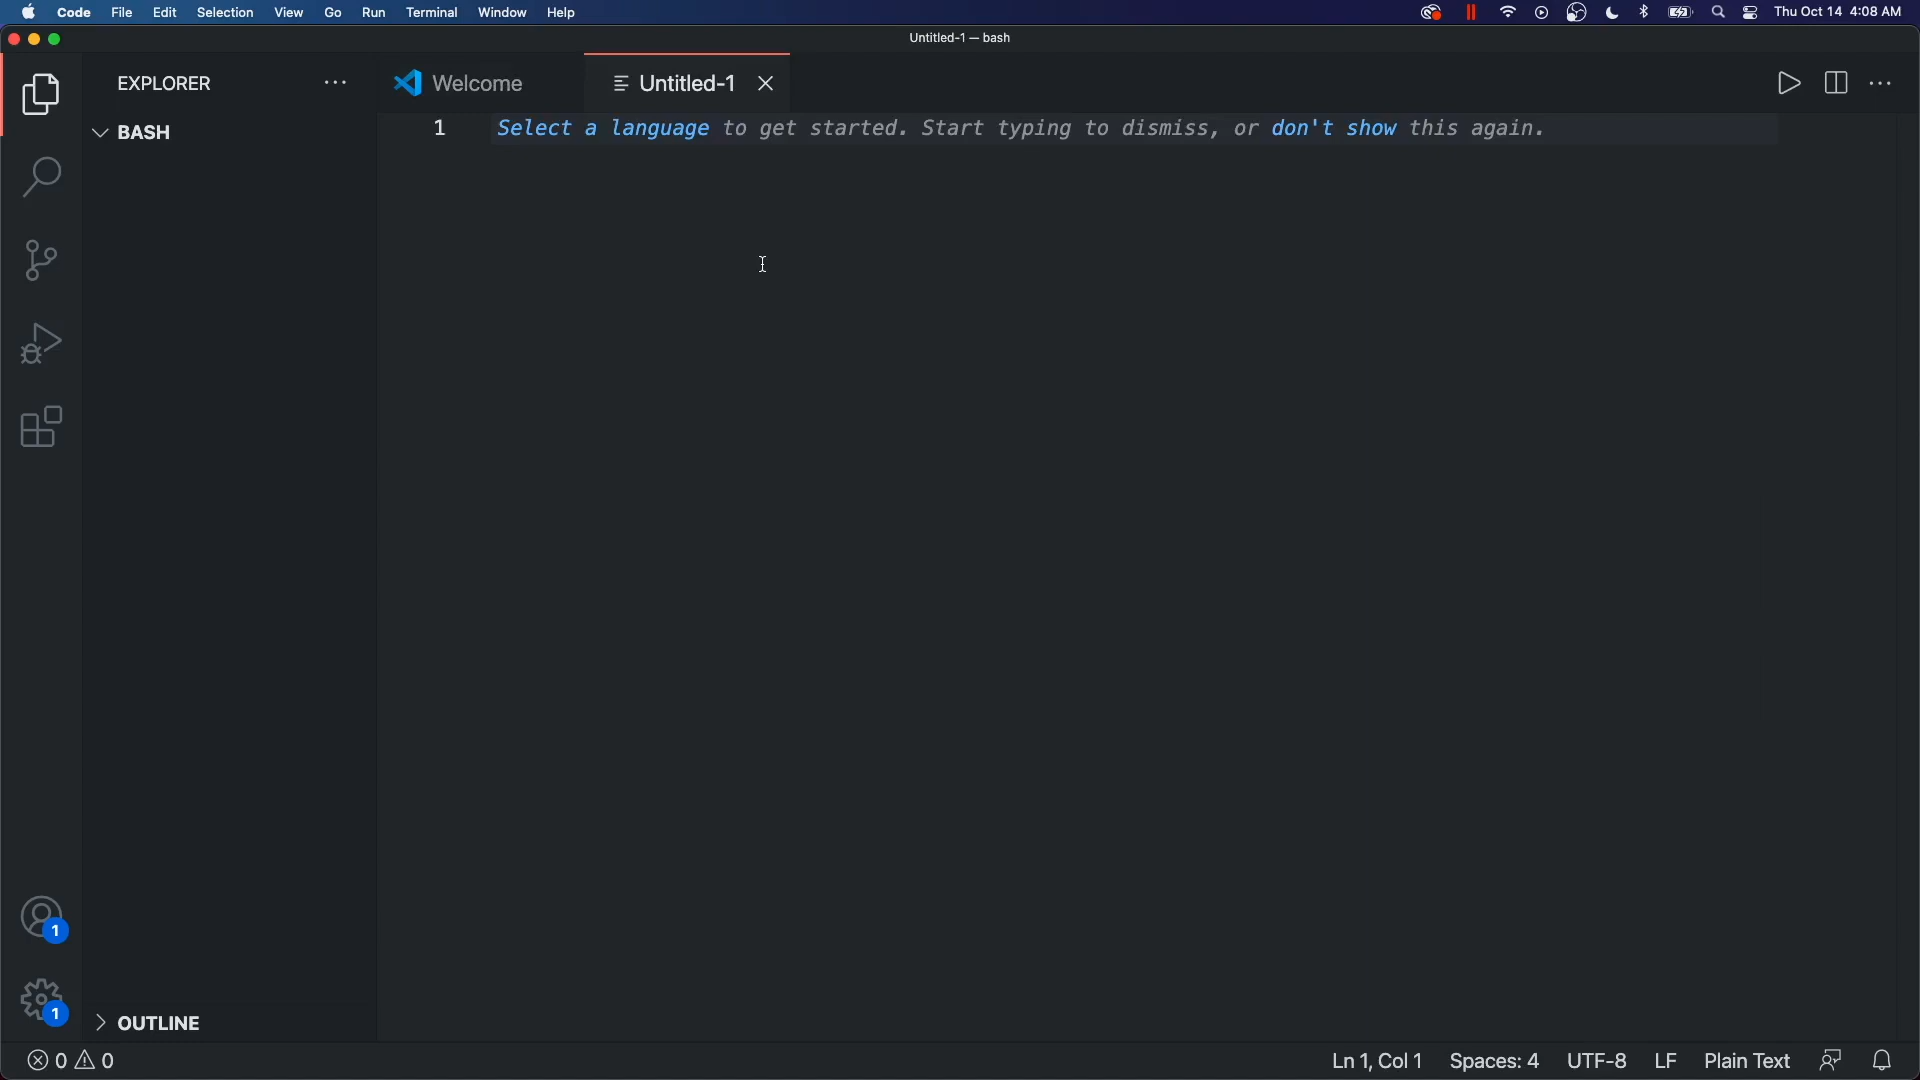 Code File Edit Selection View Go Run Terminal Window Help Thu Oct 14 4:08 AM
Untitled-1 — bash
EXPLORER ··· Welcome Untitled-1
BASH
1 Select a language to get started. Start typing to dismiss, or don't show this again.
1
1
OUTLINE
0 0 Ln 1, Col 1 Spaces: 4 UTF-8 LF Plain Text